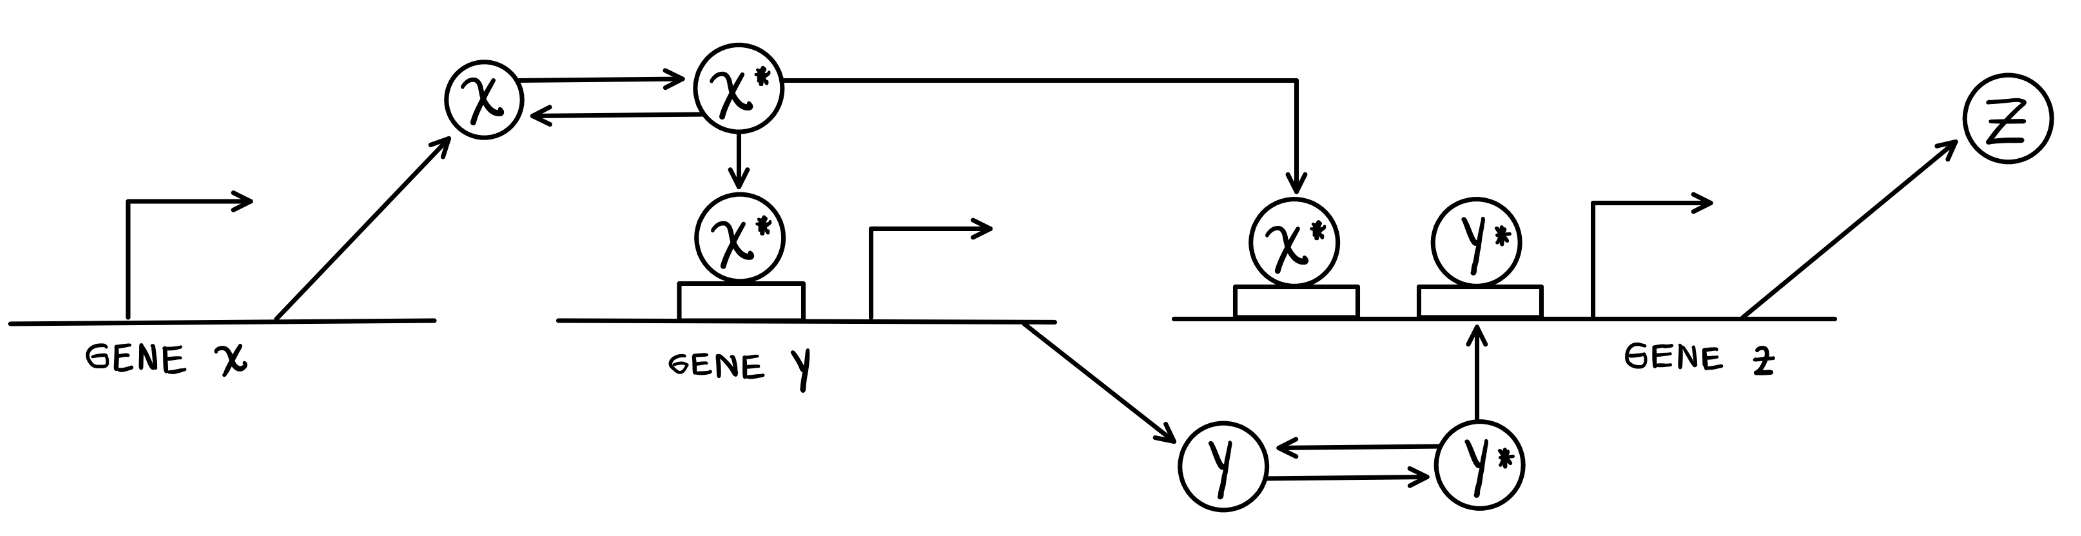 x
x*
Z
x*
x*
Y*
GENE x
GENE Y
GENE Z
Y
Y*